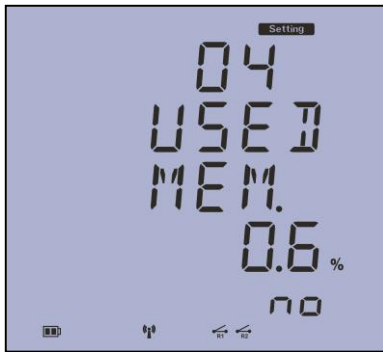 Setting
04
USED
MEM.
0.6 %
no
R1 R2